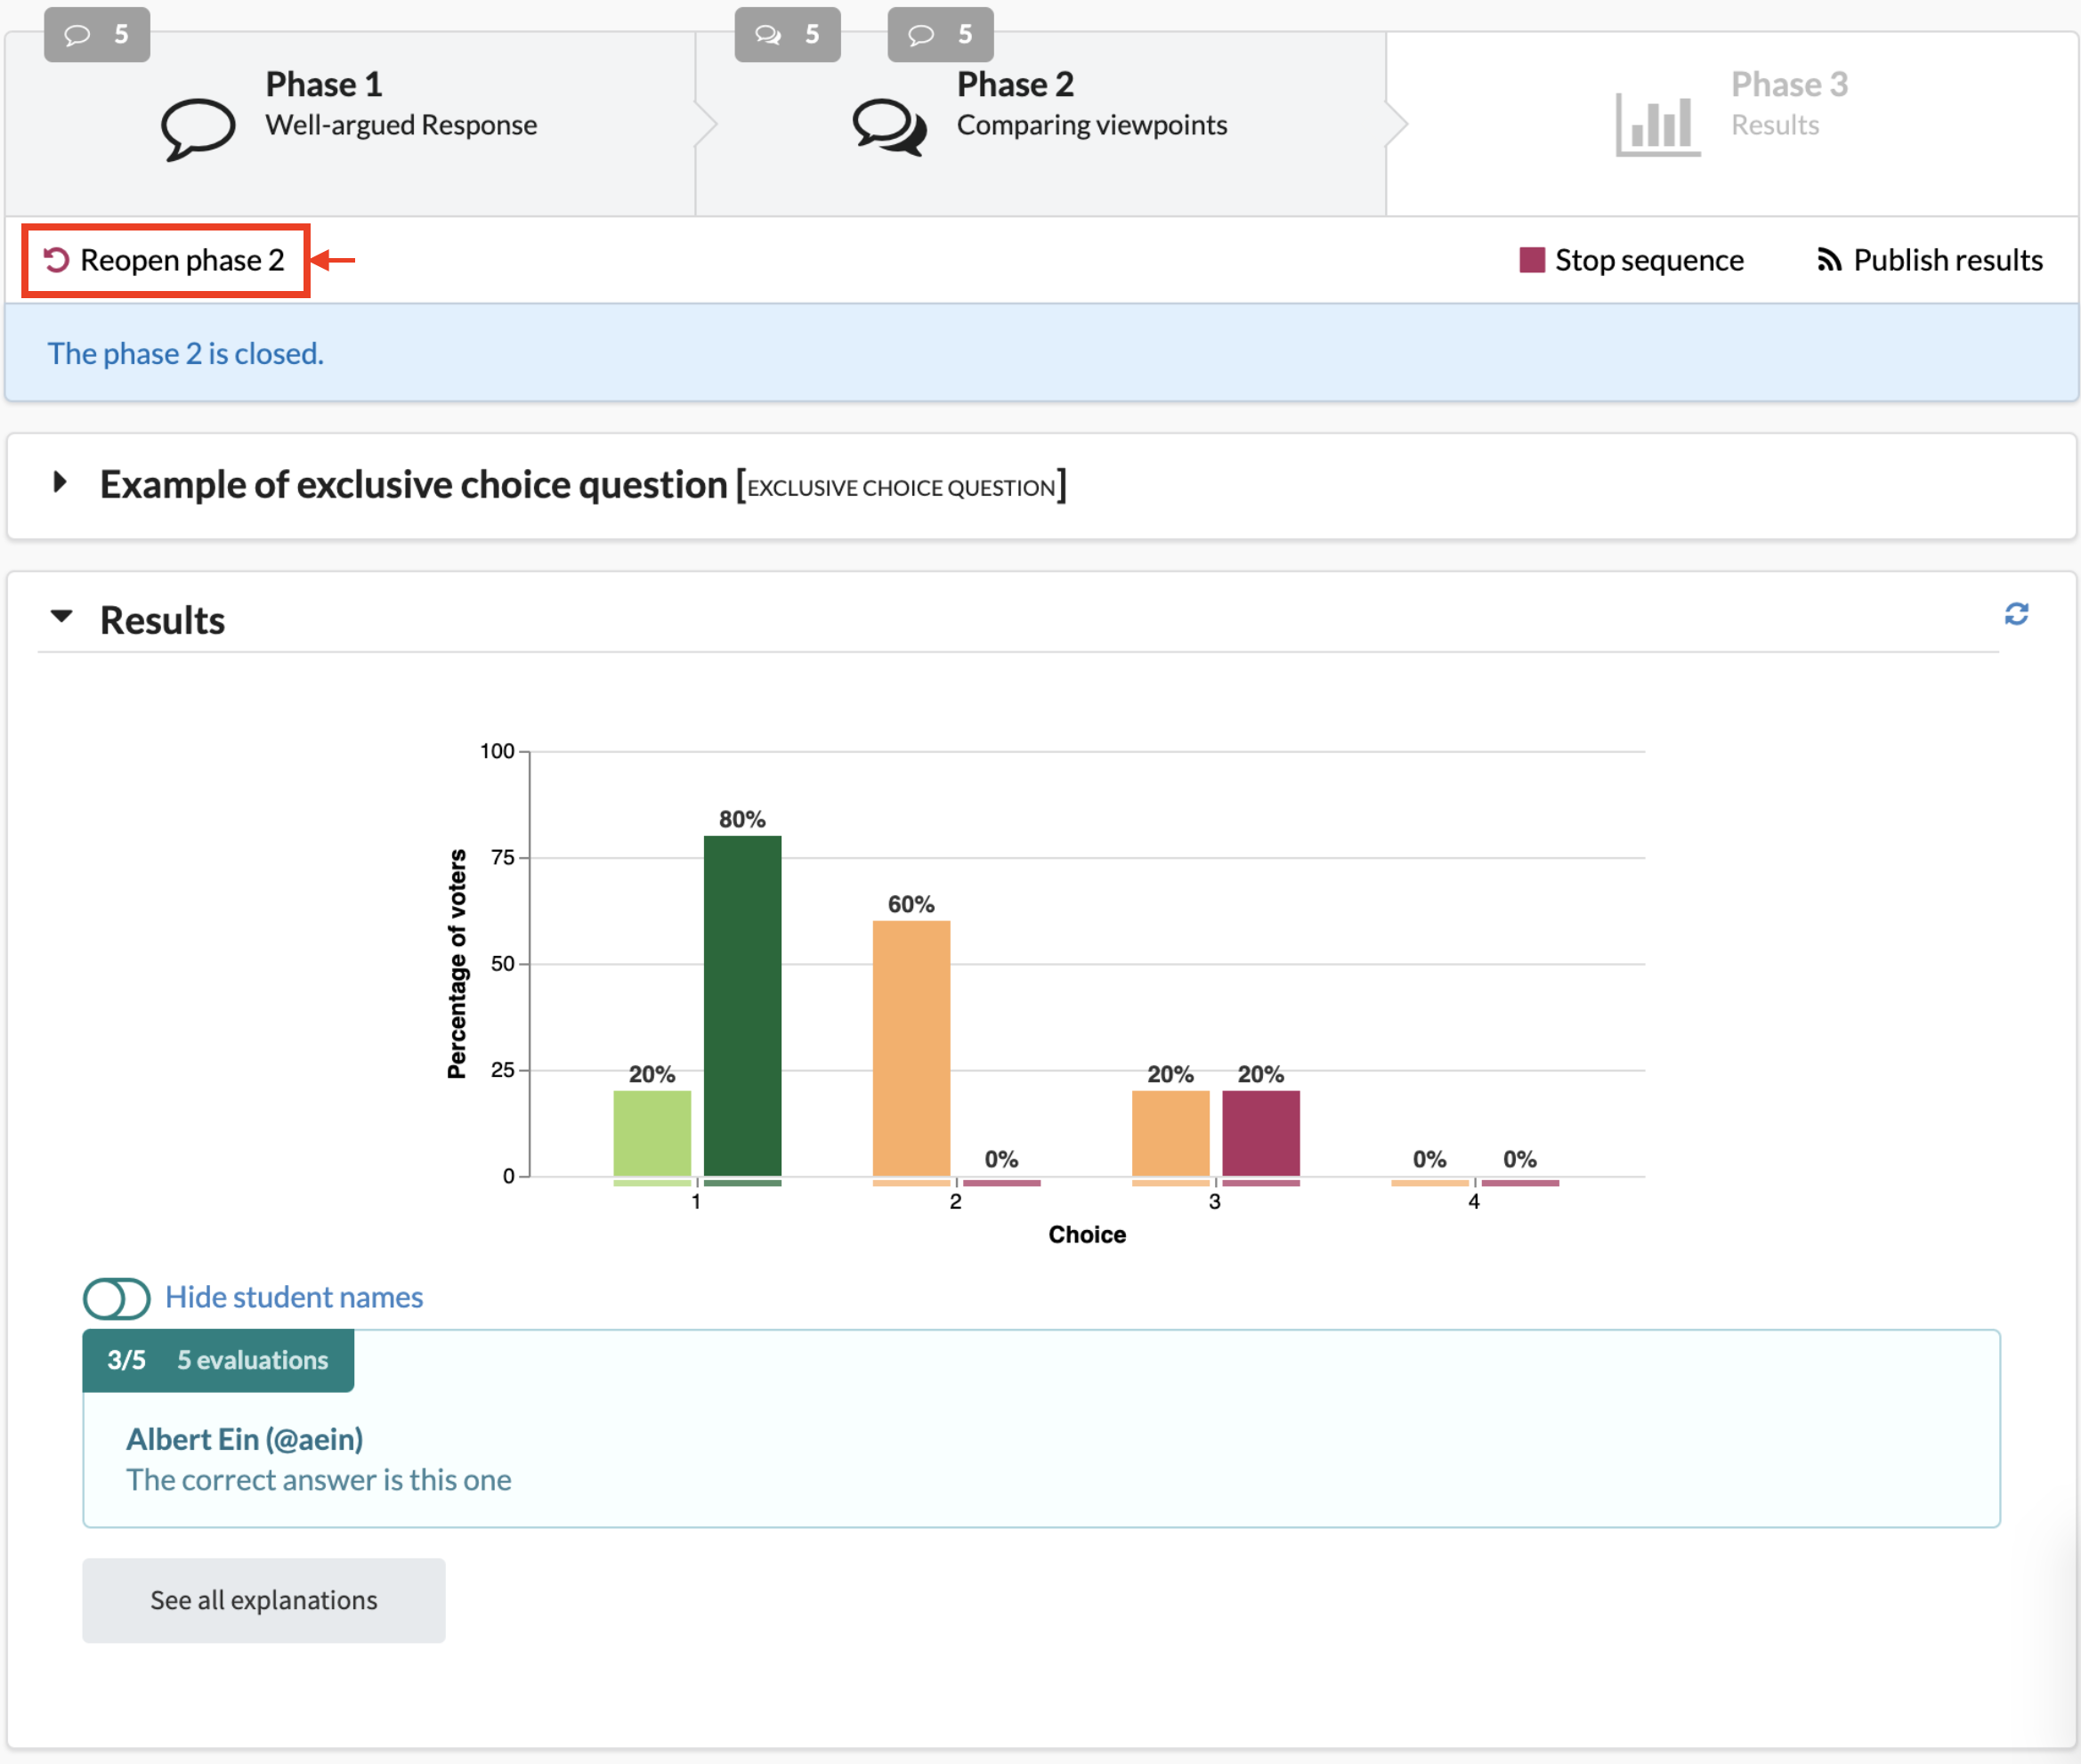 5
5
5
Phase 1
Well-argued Response
Phase 2
Comparing viewpoints
Phase 3
Results
Reopen phase 2
Stop sequence
Publish results
The phase 2 is closed.
Example of exclusive choice question [EXCLUSIVE CHOICE QUESTION]
Results
100
75
50
25
0
Percentage of voters
20%
80%
60%
0%
20%
20%
0%
0%
1
2
3
4
Choice
Hide student names
3/5 5 evaluations
Albert Ein (@aein)
The correct answer is this one
See all explanations